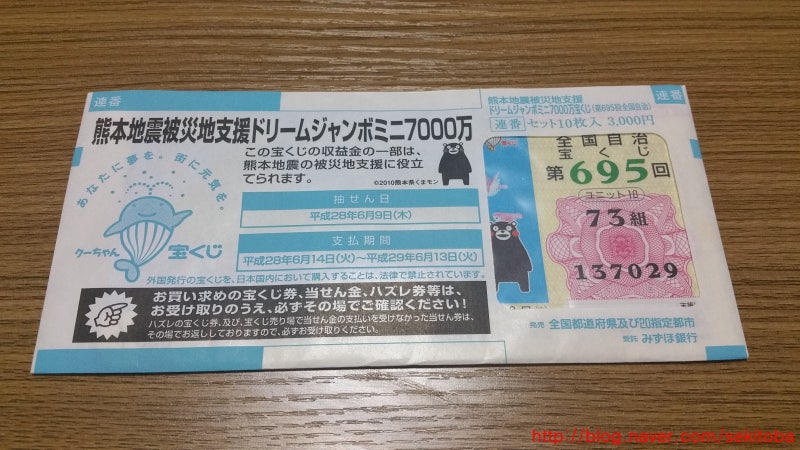 連番
熊本地震被災地支援ドリームジャンボミニ7000万
この宝くじの収益金の一部は、
熊本地震の被災地支援に役立
てられます。
©2010熊本県くまモン
あなたに夢を。街に元気を。
クーちゃん
宝くじ
抽せん日
平成28年6月9日(木)
支払期間
平成28年6月14日(火)〜平成29年6月13日(火)
外国発行の宝くじを、日本国内において購入することは、法律で禁止されています。
お買い求めの宝くじ券、当せん金、ハズレ券等は、
お受け取りのうえ、必ずその場でご確認ください!
ハズレの宝くじ券、及び、宝くじ売り場で当せん金の支払いを受けなかった当せん券は、
その場でお返ししておりますので、必ずお受け取りください。
連番
熊本地震被災地支援
ドリームジャンボミニ7000万宝くじ(第695回全国自治)
連番 セット10枚入 3,000円
全国自治
宝くじ
第695回
ユニット10
73組
137029
発売 全国都道府県及び20指定都市
受託 みずほ銀行
http://blog.naver.com/sekitoba